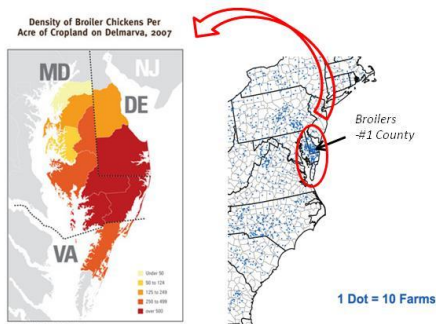 Density of Broiler Chickens Per
Acre of Cropland on Delmarva, 2007
MD
NJ
DE
VA
Under 50
50 to 124
125 to 249
250 to 499
over 500
Broilers
-#1 County
1 Dot = 10 Farms